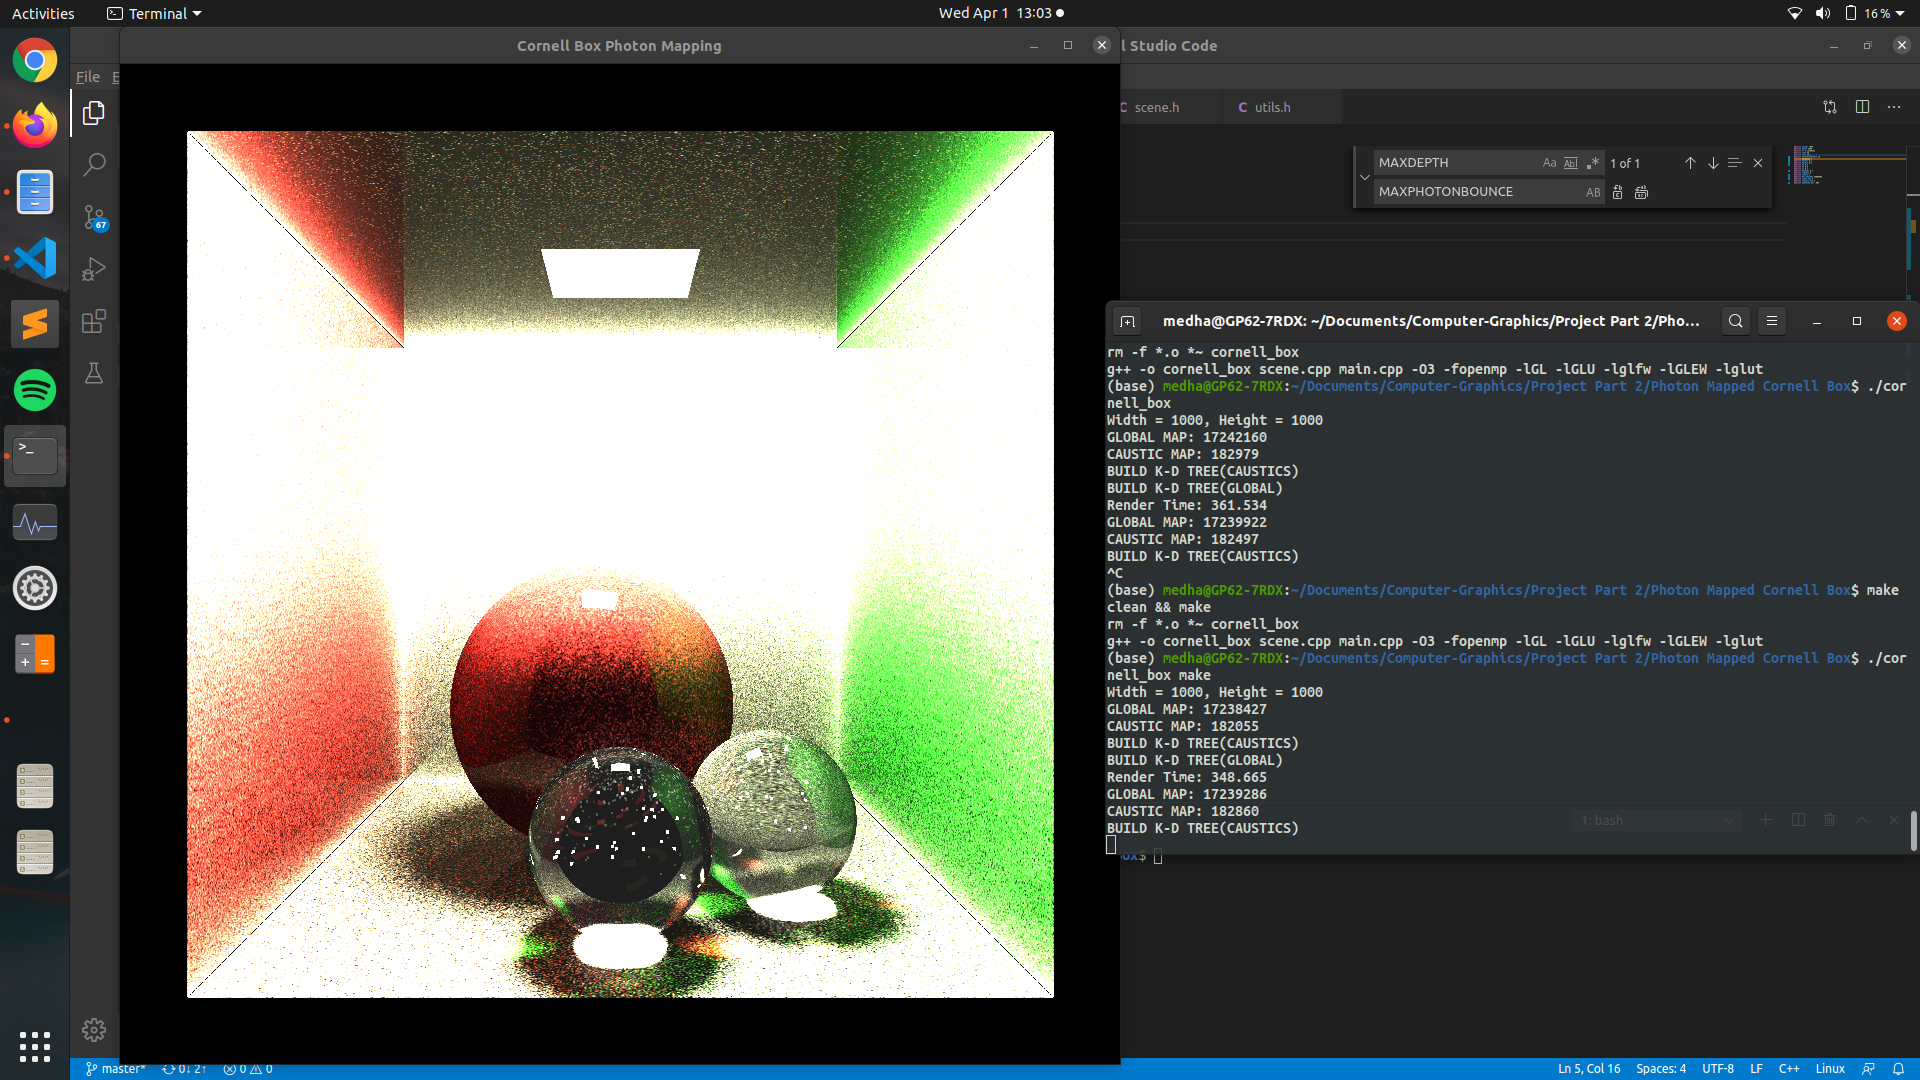 Activities
Terminal
Wed Apr 1 13:03
16 %
Cornell Box Photon Mapping
l Studio Code
File E
scene.h
utils.h
MAXDEPTH
Aa
Abl
1 of 1
MAXPHOTONBOUNCE
AB
67
medha@GP62-7RDX: ~/Documents/Computer-Graphics/Project Part 2/Pho...
rm -f *.o *~ cornell_box
g++ -o cornell_box scene.cpp main.cpp -O3 -fopenmp -lGL -lGLU -lglfw -lGLEW -lglut
(base) medha@GP62-7RDX:~/Documents/Computer-Graphics/Project Part 2/Photon Mapped Cornell Box$ ./cor
nell_box
Width = 1000, Height = 1000
GLOBAL MAP: 17242160
CAUSTIC MAP: 182979
BUILD K-D TREE(CAUSTICS)
BUILD K-D TREE(GLOBAL)
Render Time: 361.534
GLOBAL MAP: 17239922
CAUSTIC MAP: 182497
BUILD K-D TREE(CAUSTICS)
^C
(base) medha@GP62-7RDX:~/Documents/Computer-Graphics/Project Part 2/Photon Mapped Cornell Box$ make
clean && make
rm -f *.o *~ cornell_box
g++ -o cornell_box scene.cpp main.cpp -O3 -fopenmp -lGL -lGLU -lglfw -lGLEW -lglut
(base) medha@GP62-7RDX:~/Documents/Computer-Graphics/Project Part 2/Photon Mapped Cornell Box$ ./cor
nell_box make
Width = 1000, Height = 1000
GLOBAL MAP: 17238427
CAUSTIC MAP: 182055
BUILD K-D TREE(CAUSTICS)
BUILD K-D TREE(GLOBAL)
Render Time: 348.665
GLOBAL MAP: 17239286
CAUSTIC MAP: 182860
BUILD K-D TREE(CAUSTICS)
1: bash
ox$
master*
0↓ 2↑
0
0
Ln 5, Col 16
Spaces: 4
UTF-8
LF
C++
Linux